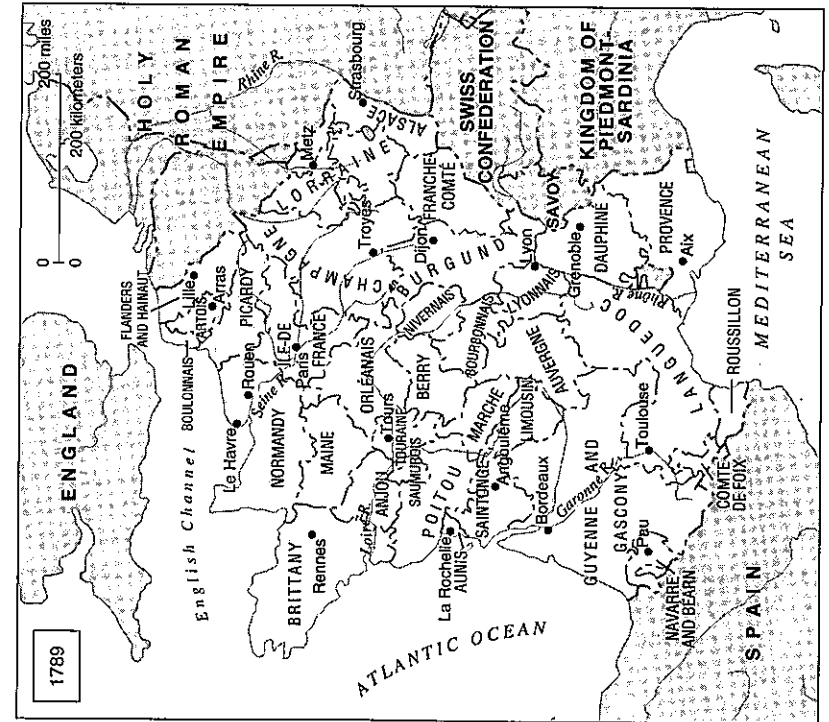 1789
ENGLAND
English Channel
ATLANTIC OCEAN
FLANDERS
AND HAINAUT
BOULONNAIS
Lille
ARTOIS
Arras
PICARDY
Le Havre
Rouen
Seine R.
NORMANDY
ÎLE-DE
FRANCE
Paris
BRITTANY
Rennes
MAINE
Loire R.
ANJOU
Tours
TOURAINE
SAUMUROIS
ORLÉANAIS
CHAMPAGNE
Troyes
LORRAINE
Metz
ALSACE
Strasbourg
Rhine R.
HOLY
ROMAN
EMPIRE
0 200 miles
0 200 kilometers
SWISS
CONFEDERATION
KINGDOM OF
PIEDMONT-
SARDINIA
FRANCHE
COMTÉ
Dijon
BURGUNDY
NIVERNAIS
BERRY
BOURBONNAIS
POITOU
La Rochelle
AUNIS
SAINTONGE
Angoulême
MARCHE
LIMOUSIN
AUVERGNE
LYONNAIS
Lyon
SAVOY
Grenoble
DAUPHINE
Rhône R.
PROVENCE
Aix
Bordeaux
Garonne R.
GUYENNE AND
GASCONY
Toulouse
LANGUEDOC
Pau
NAVARRE
AND BÉARN
COMTÉ
DE FOIX
ROUSSILLON
SPAIN
MEDITERRANEAN
SEA